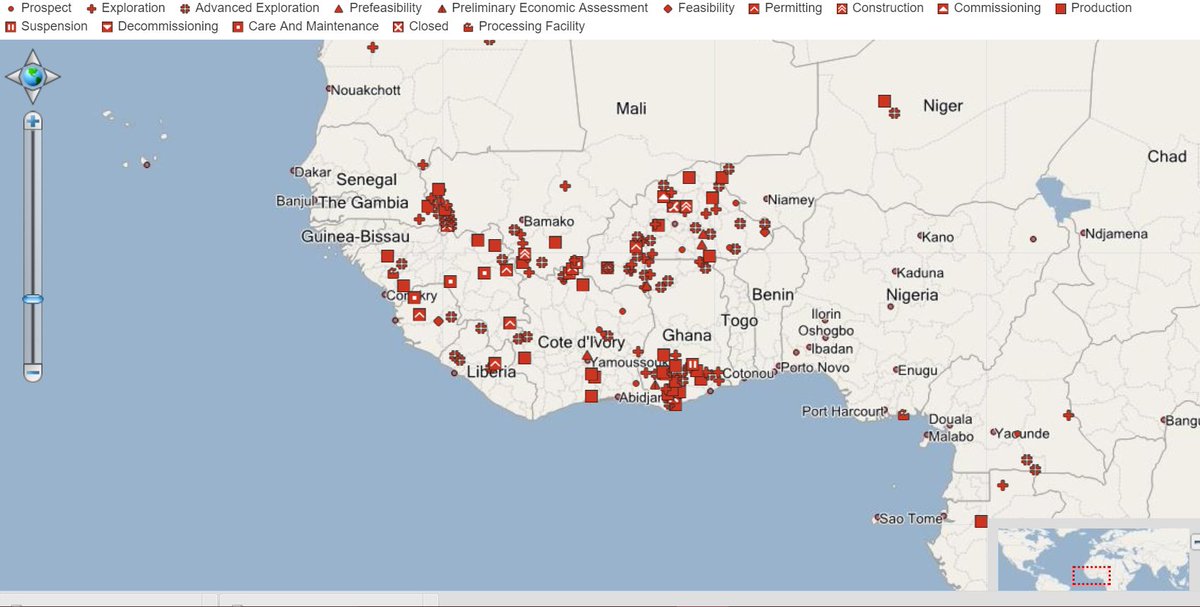 Prospect Exploration Advanced Exploration Prefeasibility Preliminary Economic Assessment Feasibility Permitting Construction Commissioning Production
Suspension Decommissioning Care And Maintenance Closed Processing Facility
Nouakchott
Mali
Niger
Chad
Dakar
Senegal
Banjul
The Gambia
Niamey
Bamako
Guinea-Bissau
Kano
Ndjamena
Kaduna
Benin
Nigeria
Conakry
Ilorin
Togo
Oshogbo
Ghana
Cote d'Ivory
Ibadan
Yamoussouk
Porto Novo
Liberia
Cotonou
Enugu
Abidjan
Port Harcourt
Douala
Bangu
Malabo
Yaounde
Sao Tome